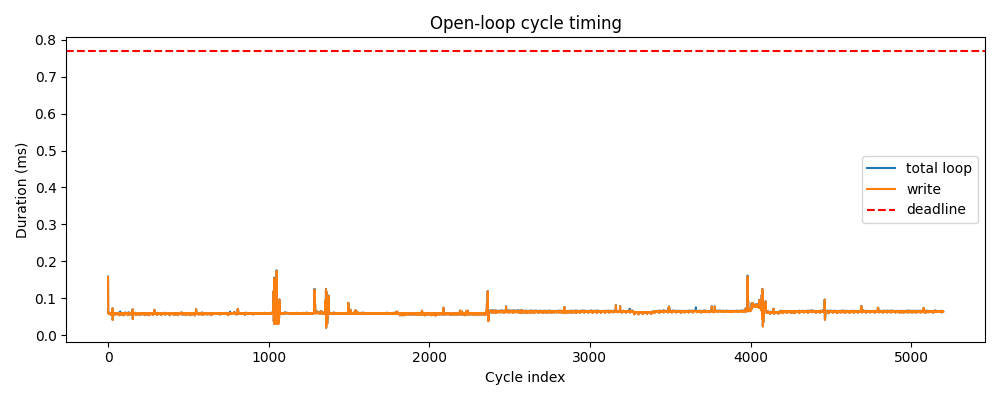 Open-loop cycle timing
Duration (ms)
0.8
0.7
0.6
0.5
0.4
0.3
0.2
0.1
0.0
total loop
write
deadline
0 1000 2000 3000 4000 5000
Cycle index